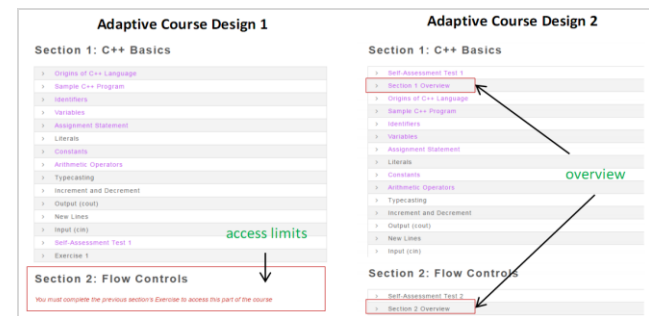 Adaptive Course Design 1
Section 1: C++ Basics
Origins of C++ Language
Sample C++ Program
Identifiers
Variables
Assignment Statement
Literals
Constants
Arithmetic Operators
Typecasting
Increment and Decrement
Output (cout)
New Lines
Input (cin)
Self-Assessment Test 1
Exercise 1
access limits
Section 2: Flow Controls
You must complete the previous section's Exercise to access this part of the course
Adaptive Course Design 2
Section 1: C++ Basics
Self-Assessment Test 1
Section 1 Overview
Origins of C++ Language
Sample C++ Program
Identifiers
Variables
Assignment Statement
Literals
Constants
Arithmetic Operators
Typecasting
Increment and Decrement
Output (cout)
New Lines
Input (cin)
overview
Section 2: Flow Controls
Self-Assessment Test 2
Section 2 Overview